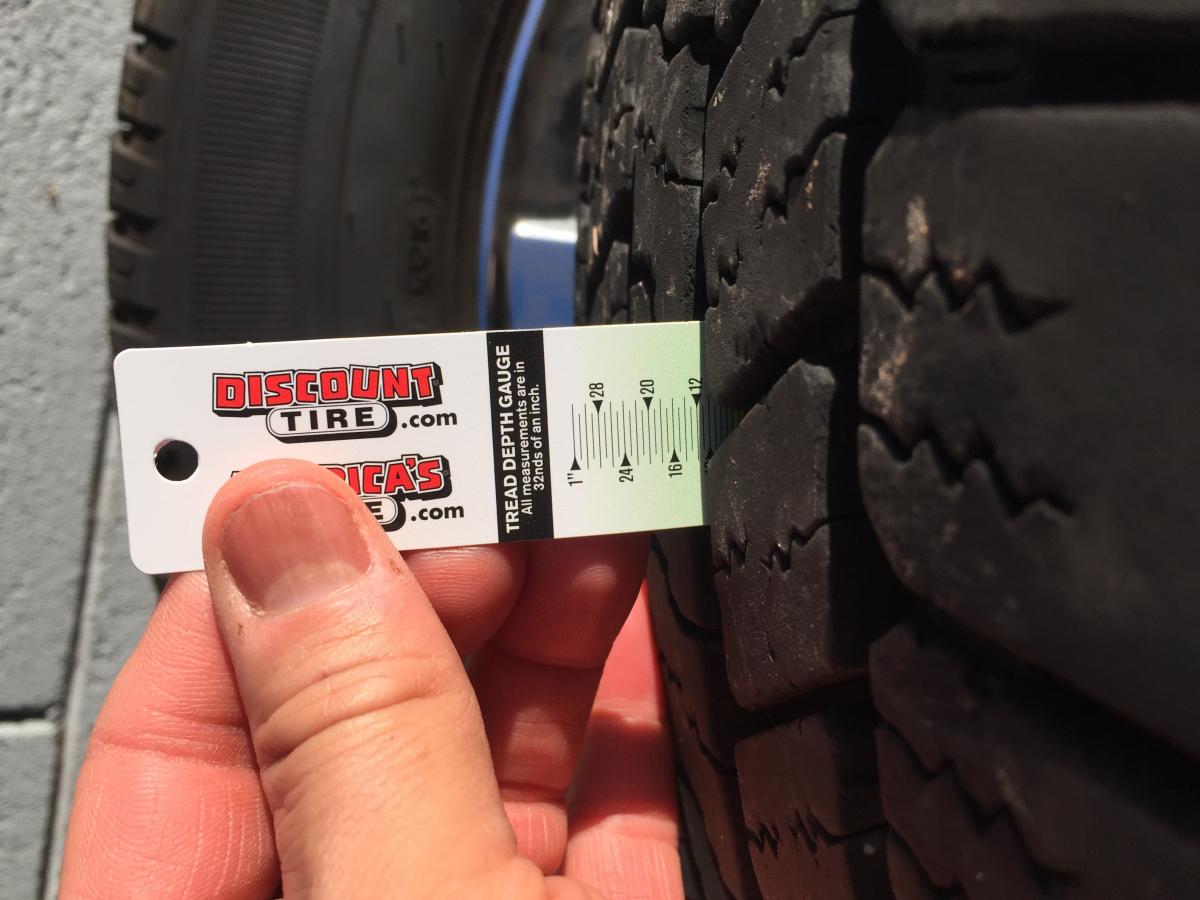 DISCOUNT
TIRE.com
TREAD DEPTH GAUGE
All measurements are in
32nds of an inch.
28 20 12
1" 24 16